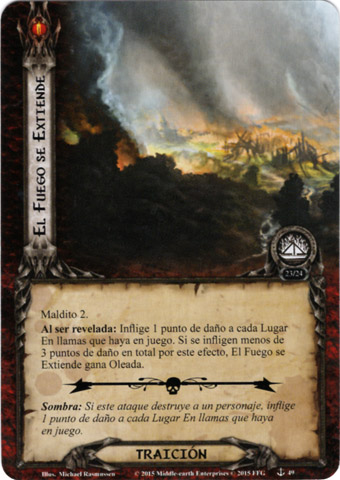 El Fuego se Extiende
23/24
Maldito 2.
Al ser revelada: Inflige 1 punto de daño a cada Lugar
En llamas que haya en juego. Si se infligen menos de
3 puntos de daño en total por este efecto, El Fuego se
Extiende gana Oleada.
Sombra: Si este ataque destruye a un personaje, inflige
1 punto de daño a cada Lugar En llamas que haya
en juego.
TRAICIÓN
Illus. Michael Rasmussen © 2015 Middle-earth Enterprises © 2015 FFG 49